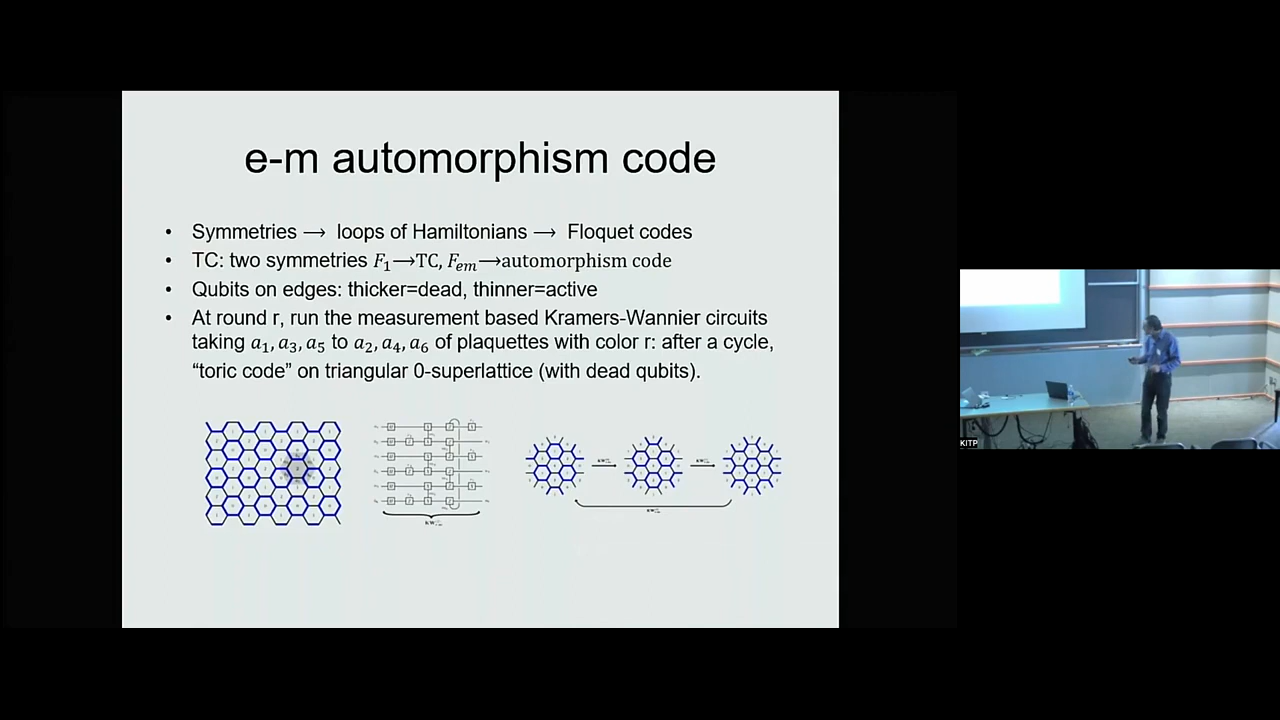 e-m automorphism code
• Symmetries ⟶ loops of Hamiltonians ⟶ Floquet codes
• TC: two symmetries F₁⟶TC, Fₑₘ⟶automorphism code
• Qubits on edges: thicker=dead, thinner=active
• At round r, run the measurement based Kramers-Wannier circuits
taking a₁, a₃, a₅ to a₂, a₄, a₆ of plaquettes with color r: after a cycle,
“toric code” on triangular 0-superlattice (with dead qubits).
KITP